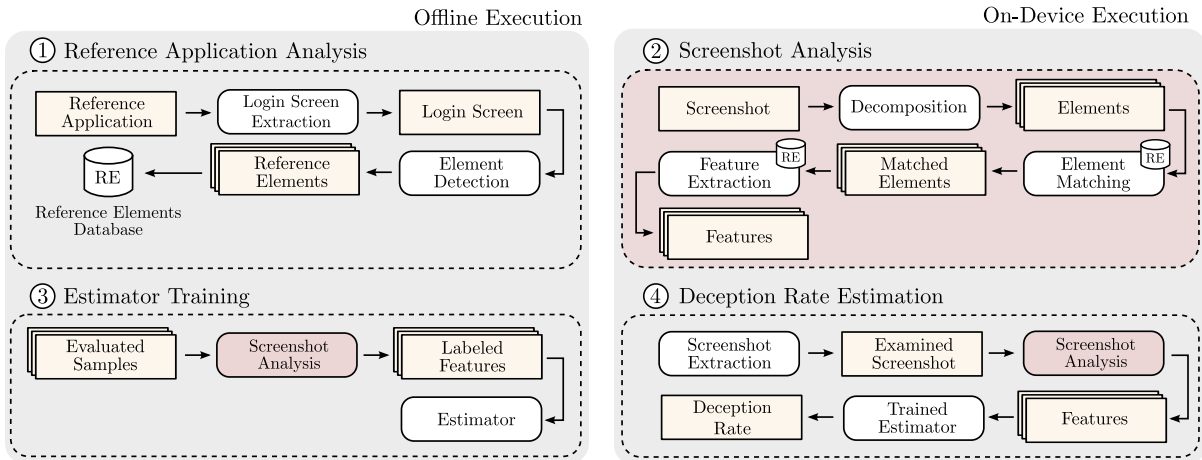 Offline Execution
On-Device Execution
1 Reference Application Analysis
Reference
Application
Login Screen
Extraction
Login Screen
RE
Reference
Elements
Element
Detection
Reference Elements
Database
2 Screenshot Analysis
Screenshot
Decomposition
Elements
Feature
Extraction
RE
Matched
Elements
Element
Matching
RE
Features
3 Estimator Training
Evaluated
Samples
Screenshot
Analysis
Labeled
Features
Estimator
4 Deception Rate Estimation
Screenshot
Extraction
Examined
Screenshot
Screenshot
Analysis
Deception
Rate
Trained
Estimator
Features